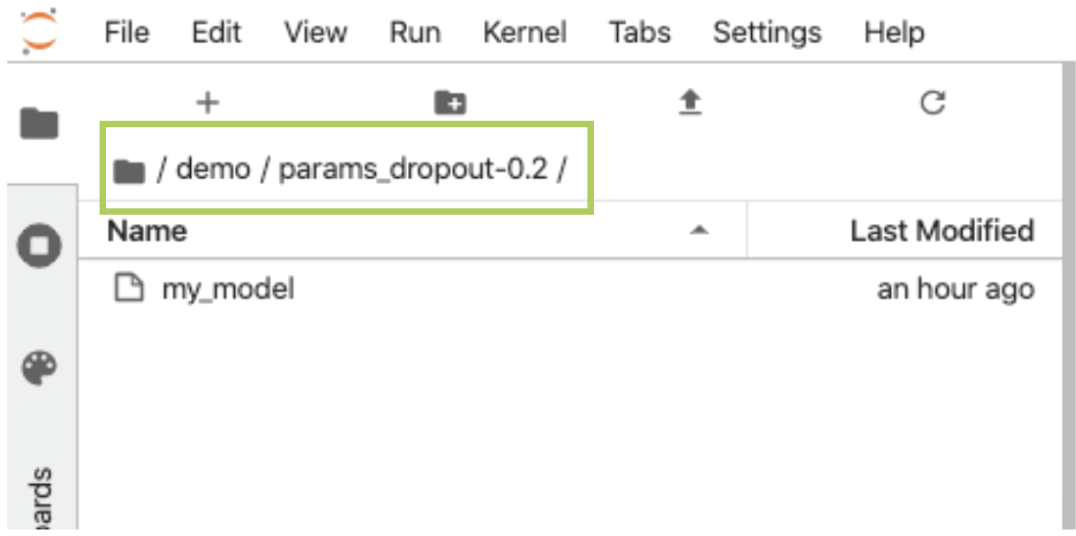 File Edit View Run Kernel Tabs Settings Help
/ demo / params_dropout-0.2 /
Name Last Modified
my_model an hour ago